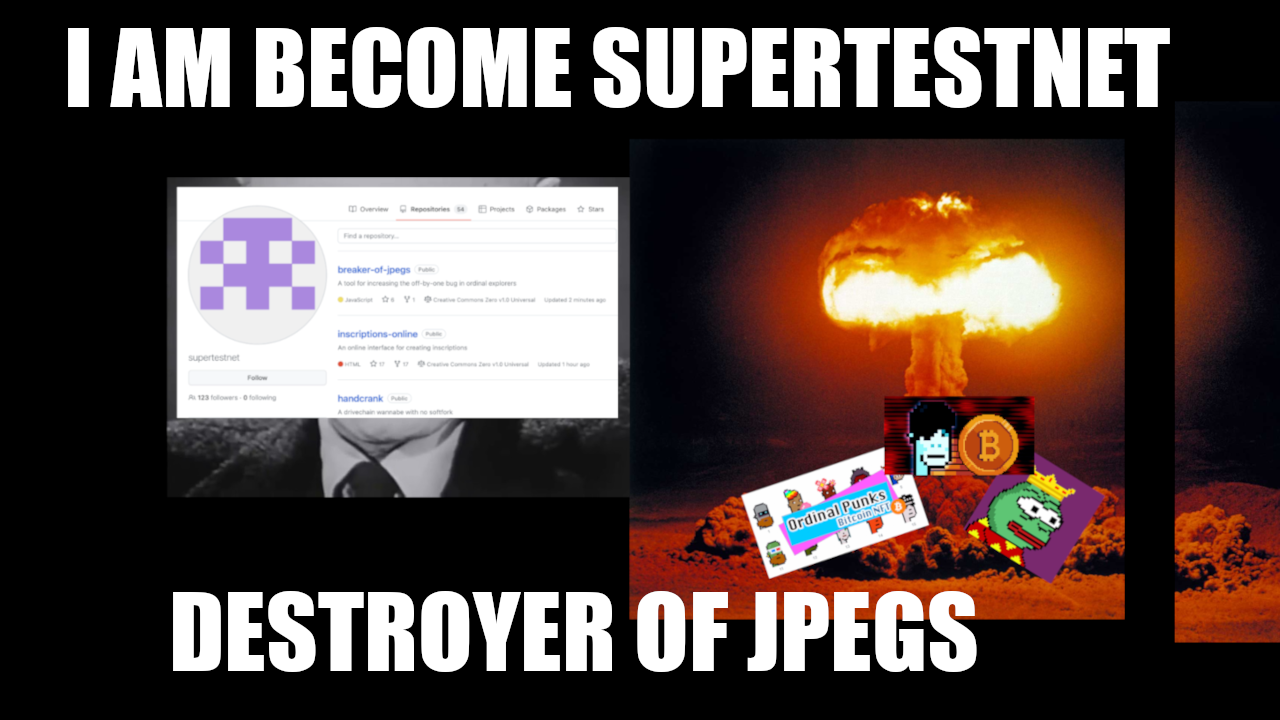 I AM BECOME SUPERTESTNET
Overview Repositories 54 Projects Packages Stars
Find a repository...
breaker-of-jpegs Public
A tool for increasing the off-by-one bug in ordinal explorers
JavaScript 6 1 Creative Commons Zero v1.0 Universal Updated 3 minutes ago
inscriptions-online Public
An online interface for creating inscriptions
HTML 17 17 Creative Commons Zero v1.0 Universal Updated 1 hour ago
handcrank Public
A drivechain wannabe with no softfork
supertestnet
Follow
123 followers · 0 following
Ordinal Punks
Bitcoin NFT
DESTROYER OF JPEGS